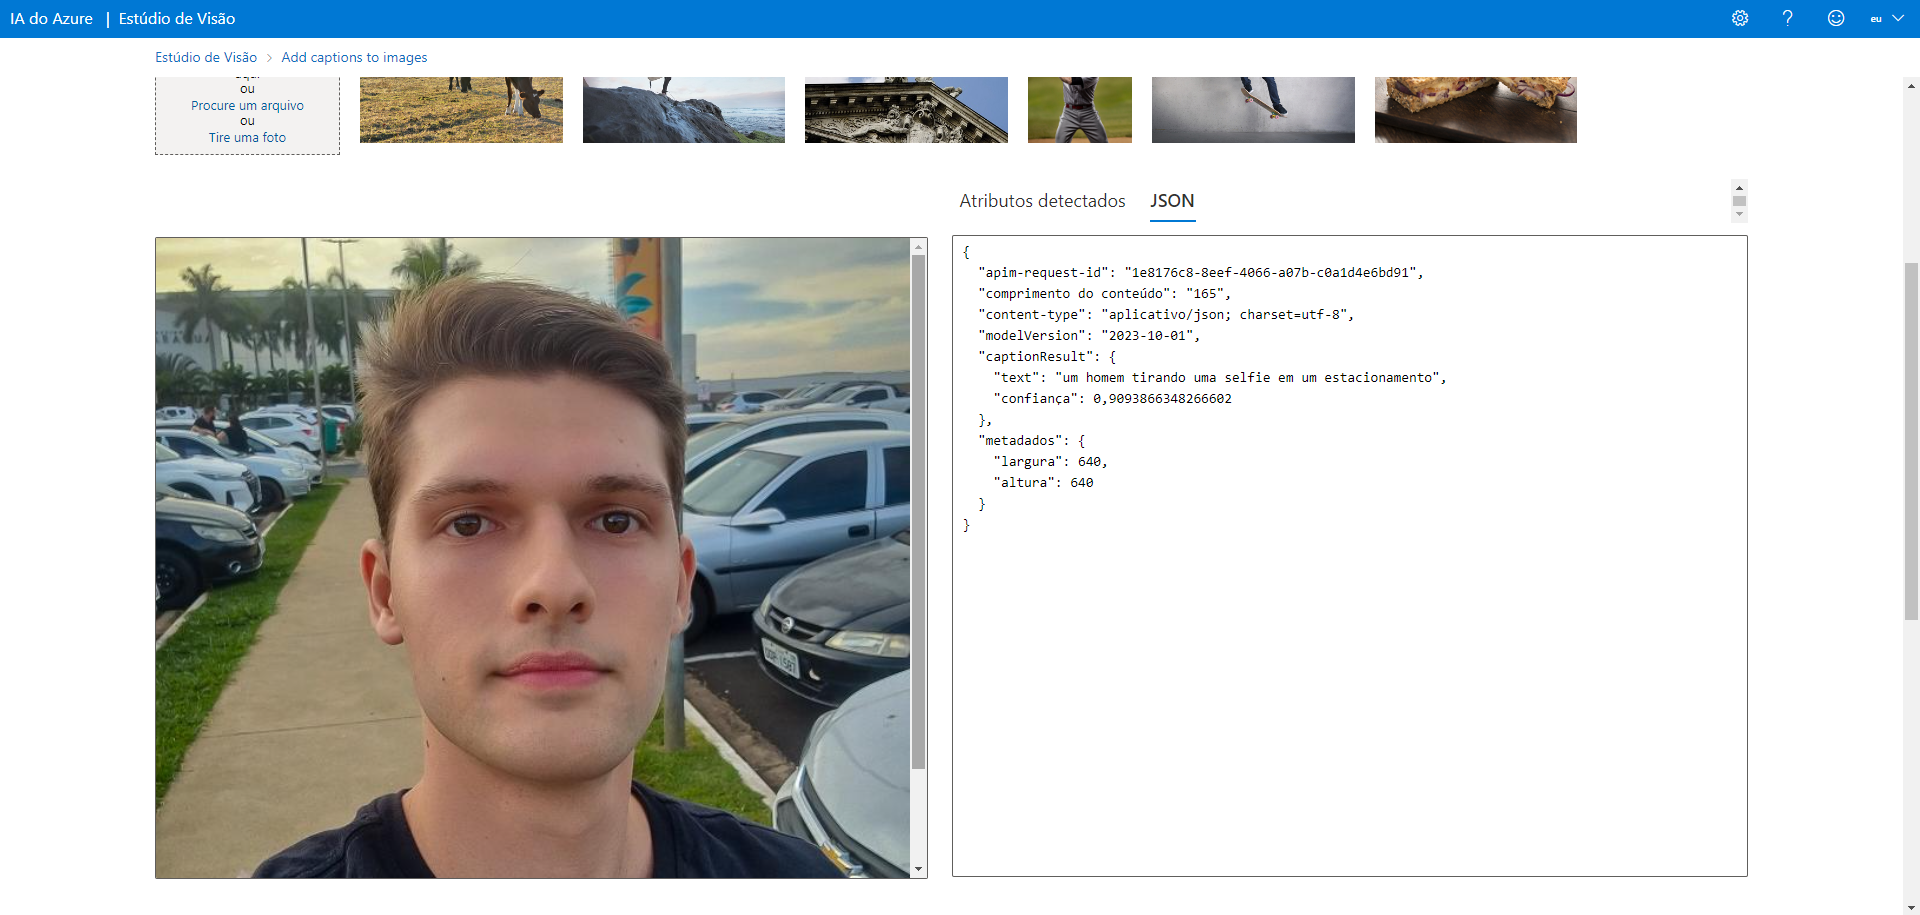 IA do Azure | Estúdio de Visão
eu
Estúdio de Visão > Add captions to images
ou
Procure um arquivo
ou
Tire uma foto
Atributos detectados JSON
{
"apim-request-id": "1e8176c8-8eef-4066-a07b-c0a1d4e6bd91",
"comprimento do conteúdo": "165",
"content-type": "aplicativo/json; charset=utf-8",
"modelVersion": "2023-10-01",
"captionResult": {
"text": "um homem tirando uma selfie em um estacionamento",
"confiança": 0,9093866348266602
},
"metadados": {
"largura": 640,
"altura": 640
}
}